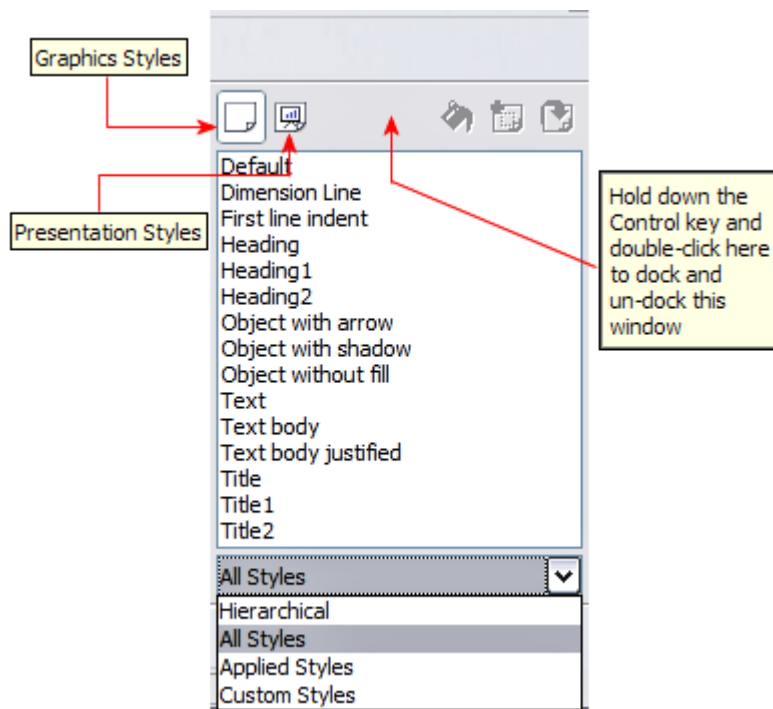 Graphics Styles
Presentation Styles
Default
Dimension Line
First line indent
Heading
Heading1
Heading2
Object with arrow
Object with shadow
Object without fill
Text
Text body
Text body justified
Title
Title1
Title2
All Styles
Hierarchical
All Styles
Applied Styles
Custom Styles
Hold down the
Control key and
double-click here
to dock and
un-dock this
window